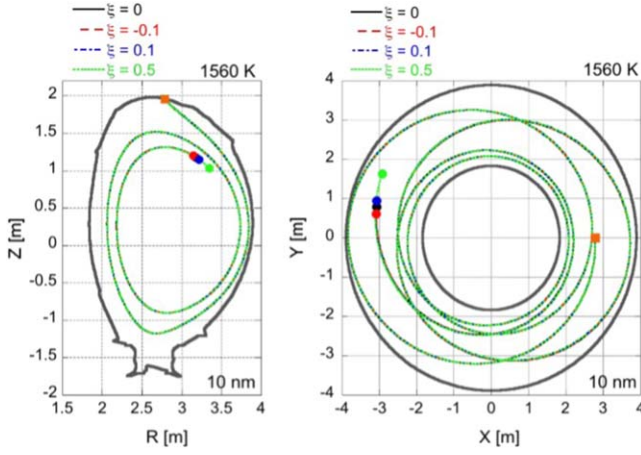 ξ = 0
ξ = -0.1
ξ = 0.1
ξ = 0.5
1560 K
2
1.5
1
0.5
0
-0.5
-1
-1.5
-2
Z [m]
10 nm
1.5 2 2.5 3 3.5 4
R [m]
ξ = 0
ξ = -0.1
ξ = 0.1
ξ = 0.5
1560 K
4
3
2
1
0
-1
-2
-3
-4
Y [m]
10 nm
-4 -3 -2 -1 0 1 2 3 4
X [m]